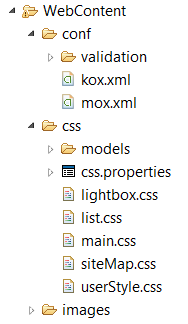 WebContent
conf
validation
kox.xml
mox.xml
css
models
css.properties
lightbox.css
list.css
main.css
siteMap.css
userStyle.css
images